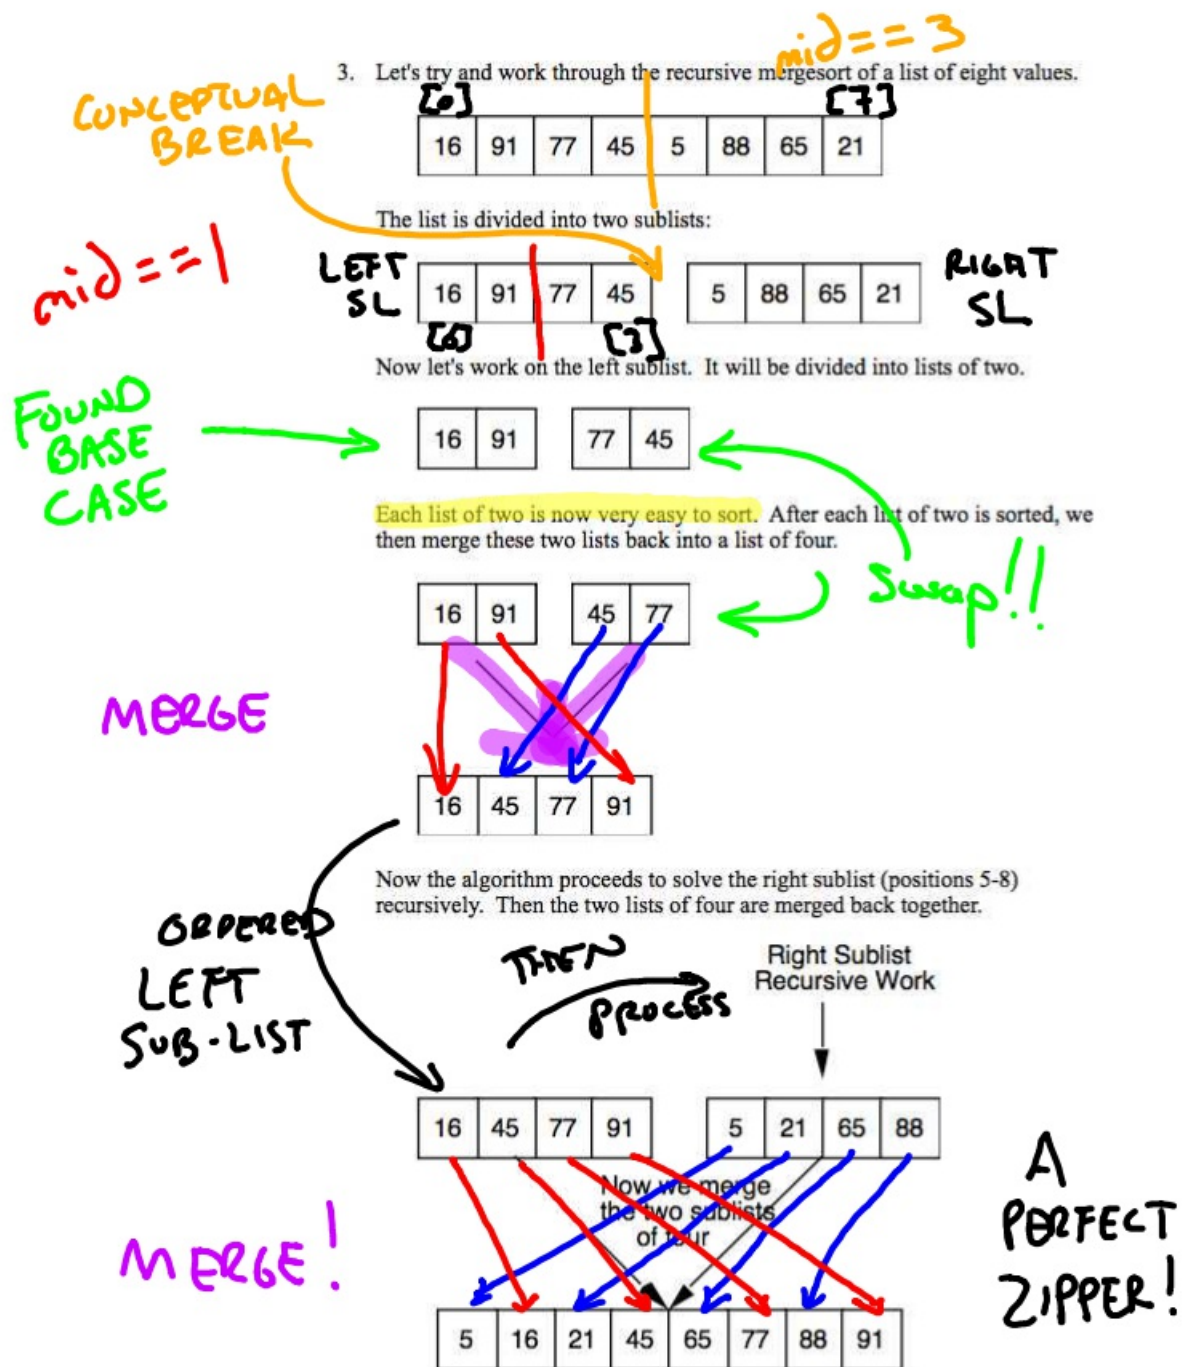 mid==3
3. Let's try and work through the recursive mergesort of a list of eight values.
CONCEPTUAL
BREAK
[0] [7]
16 91 77 45 5 88 65 21
The list is divided into two sublists:
mid==1
LEFT
SL
16 91 77 45 5 88 65 21
RIGHT
SL
[0] [3]
Now let's work on the left sublist. It will be divided into lists of two.
FOUND
BASE
CASE
16 91 77 45
Each list of two is now very easy to sort. After each list of two is sorted, we
then merge these two lists back into a list of four.
Swap!!
16 91 45 77
MERGE
16 45 77 91
Now the algorithm proceeds to solve the right sublist (positions 5-8)
recursively. Then the two lists of four are merged back together.
ORDERED
LEFT
SUB-LIST
THEN
PROCESS
Right Sublist
Recursive Work
16 45 77 91 5 21 65 88
Now we merge
the two sublists
of four
MERGE!
A
PERFECT
ZIPPER!
5 16 21 45 65 77 88 91